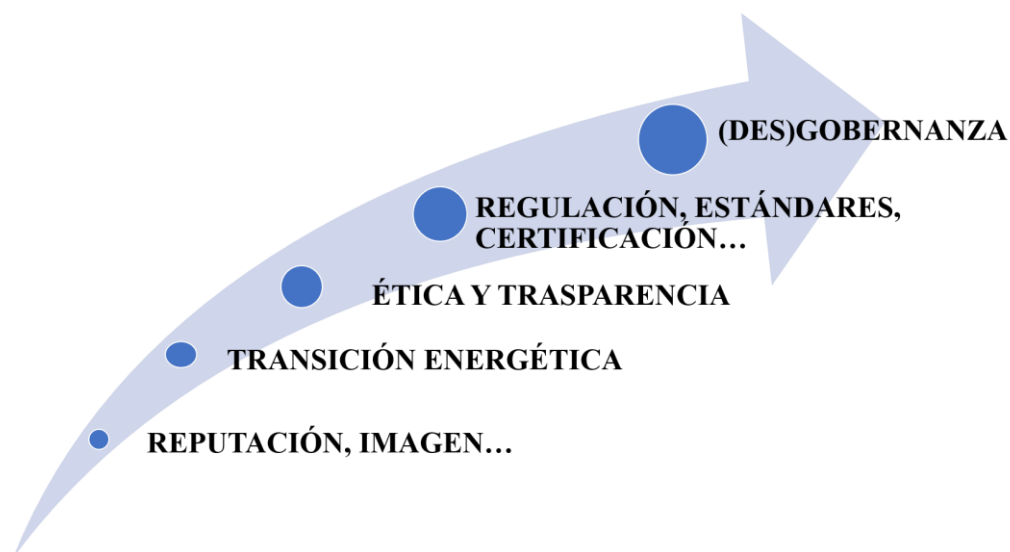 (DES)GOBERNANZA
REGULACIÓN, ESTÁNDARES,
CERTIFICACIÓN…
ÉTICA Y TRASPARENCIA
TRANSICIÓN ENERGÉTICA
REPUTACIÓN, IMAGEN…